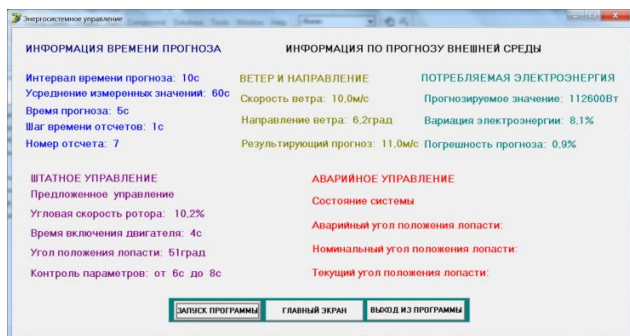 Энергосистемное управление
ИНФОРМАЦИЯ ВРЕМЕНИ ПРОГНОЗА
Интервал времени прогноза: 10с
Усреднение измеренных значений: 60с
Время прогноза: 5с
Шаг времени отсчетов: 1с
Номер отсчета: 7
ИНФОРМАЦИЯ ПО ПРОГНОЗУ ВНЕШНЕЙ СРЕДЫ
ВЕТЕР И НАПРАВЛЕНИЕ
Скорость ветра: 10,0м/с
Направление ветра: 6,2град
Результирующий прогноз: 11,0м/с
ПОТРЕБЛЯЕМАЯ ЭЛЕКТРОЭНЕРГИЯ
Прогнозируемое значение: 112600Вт
Вариация электроэнергии: 8,1%
Погрешность прогноза: 0,9%
ШТАТНОЕ УПРАВЛЕНИЕ
Предложенное управление
Угловая скорость ротора: 10,2%
Время включения двигателя: 4с
Угол положения лопасти: 51град
Контроль параметров: от 6с до 8с
АВАРИЙНОЕ УПРАВЛЕНИЕ
Состояние системы
Аварийный угол положения лопасти:
Номинальный угол положения лопасти:
Текущий угол положения лопасти:
ЗАПУСК ПРОГРАММЫ
ГЛАВНЫЙ ЭКРАН
ВЫХОД ИЗ ПРОГРАММЫ